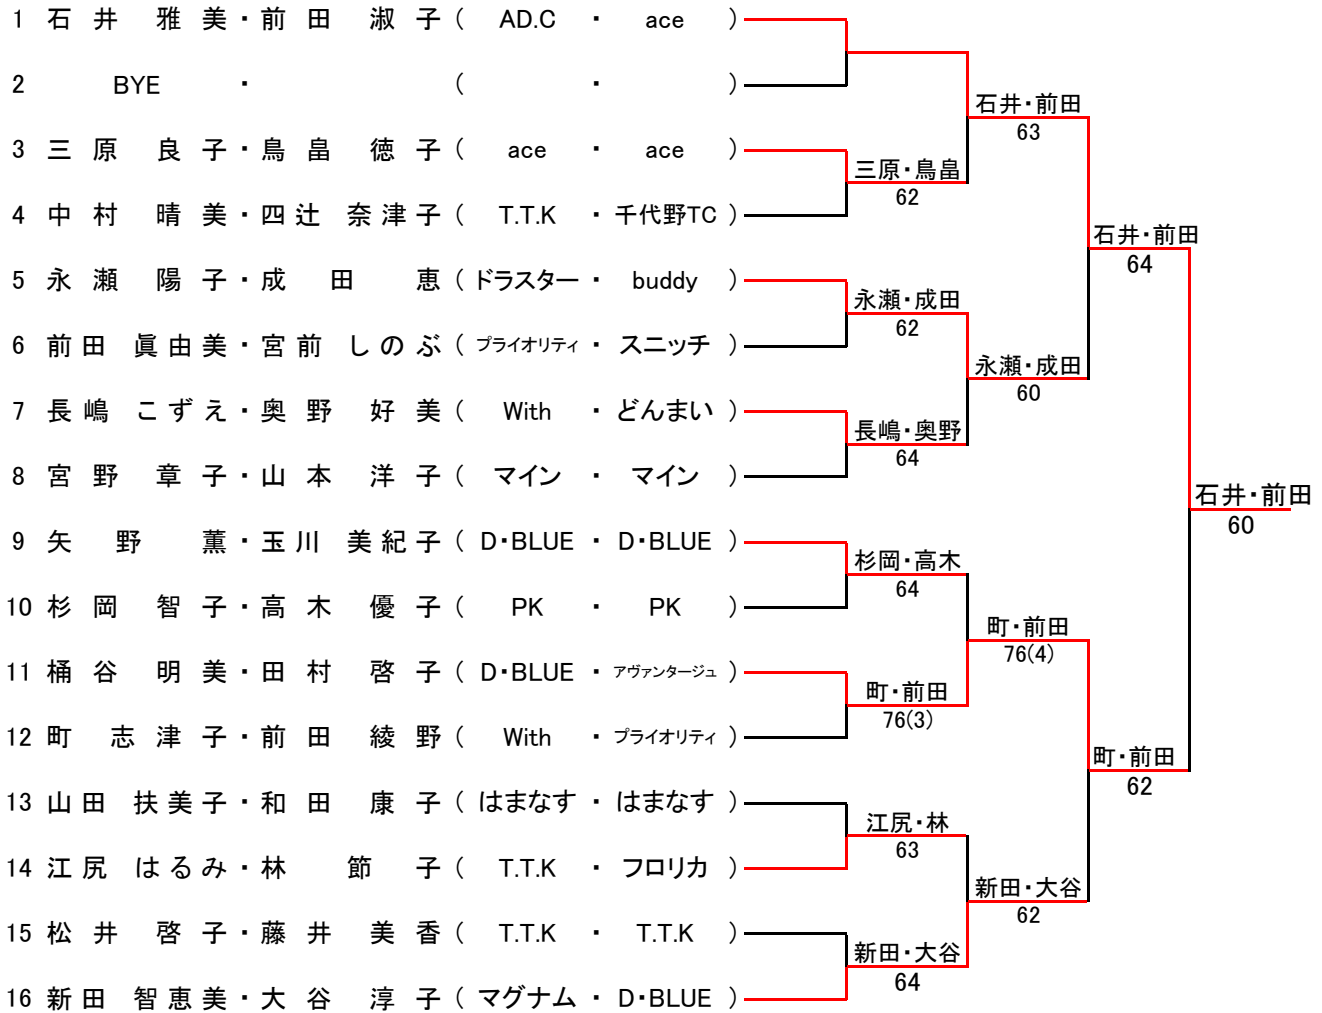 1 石井 雅美・前田 淑子 ( AD.C ・ ace )
2 BYE ・ ( ・ )
石井・前田
63
3 三原 良子・鳥畠 徳子 ( ace ・ ace )
三原・鳥畠
62
4 中村 晴美・四辻 奈津子 ( T.T.K ・ 千代野TC )
石井・前田
64
5 永瀬 陽子・成田 恵 ( ドラスター ・ buddy )
永瀬・成田
62
6 前田 眞由美・宮前 しのぶ ( プライオリティ ・ スニッチ )
永瀬・成田
60
7 長嶋 こずえ・奥野 好美 ( With ・ どんまい )
長嶋・奥野
64
8 宮野 章子・山本 洋子 ( マイン ・ マイン )
石井・前田
60
9 矢野 薫・玉川 美紀子 ( D・BLUE ・ D・BLUE )
杉岡・高木
64
10 杉岡 智子・高木 優子 ( PK ・ PK )
町・前田
76(4)
11 桶谷 明美・田村 啓子 ( D・BLUE ・ アヴァンタージュ )
町・前田
76(3)
12 町 志津子・前田 綾野 ( With ・ プライオリティ )
町・前田
62
13 山田 扶美子・和田 康子 ( はまなす ・ はまなす )
江尻・林
63
14 江尻 はるみ・林 節子 ( T.T.K ・ フロリカ )
新田・大谷
62
15 松井 啓子・藤井 美香 ( T.T.K ・ T.T.K )
新田・大谷
64
16 新田 智恵美・大谷 淳子 ( マグナム ・ D・BLUE )